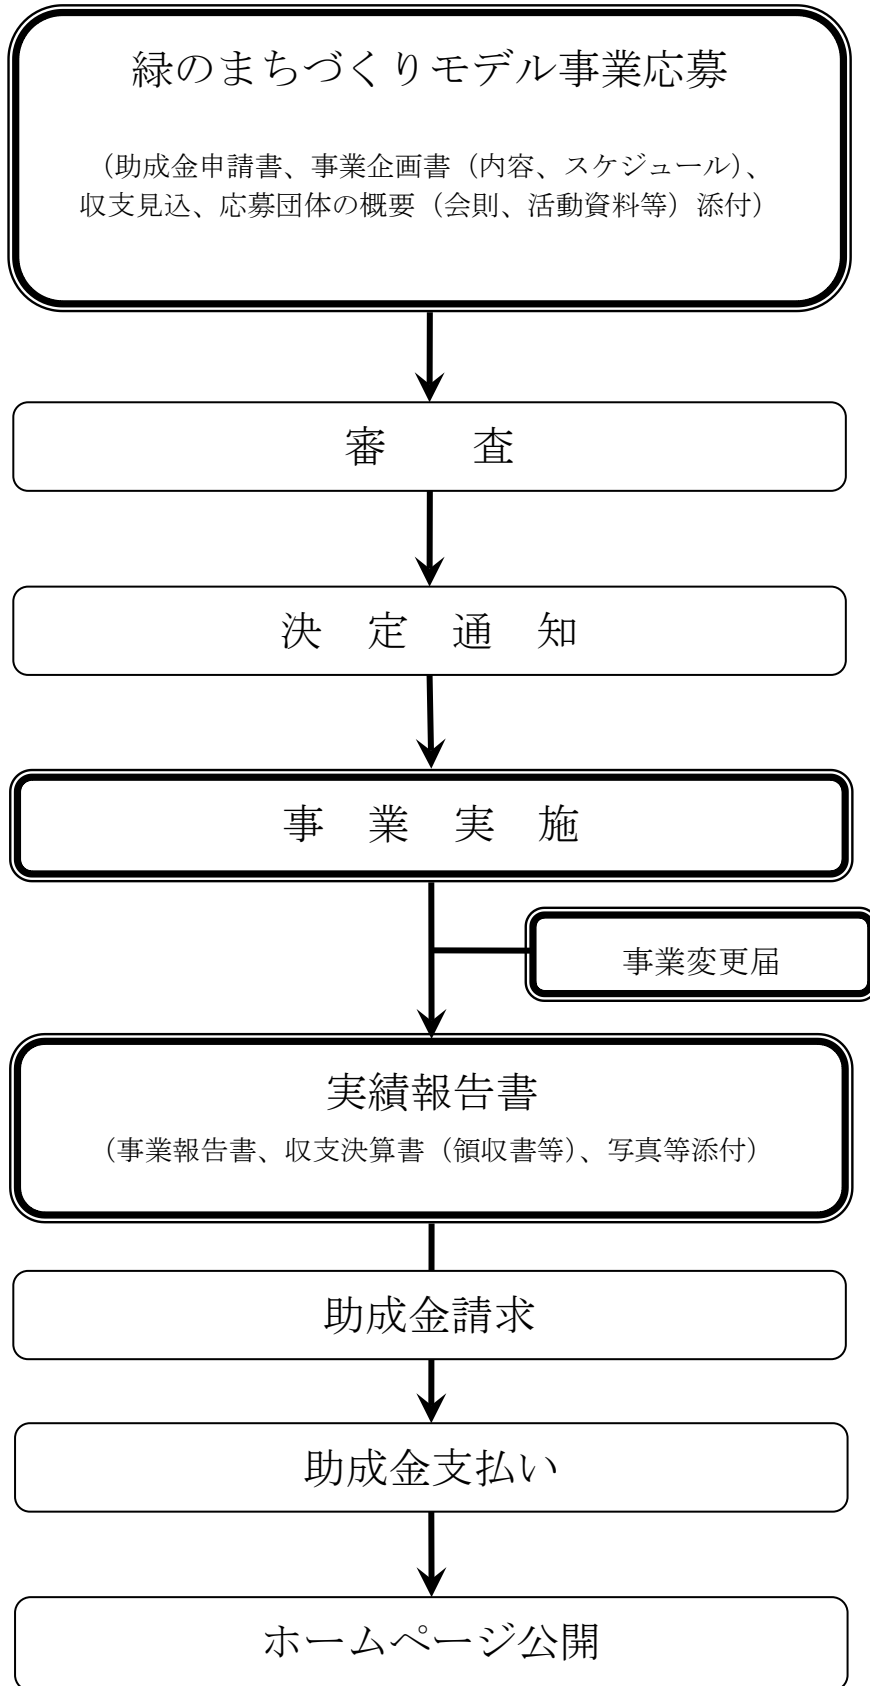 緑のまちづくりモデル事業応募
（助成金申請書、事業企画書（内容、スケジュール）、
収支見込、応募団体の概要（会則、活動資料等）添付）
審　　査
決　定　通　知
事　業　実　施
事業変更届
実績報告書
（事業報告書、収支決算書（領収書等）、写真等添付）
助成金請求
助成金支払い
ホームページ公開